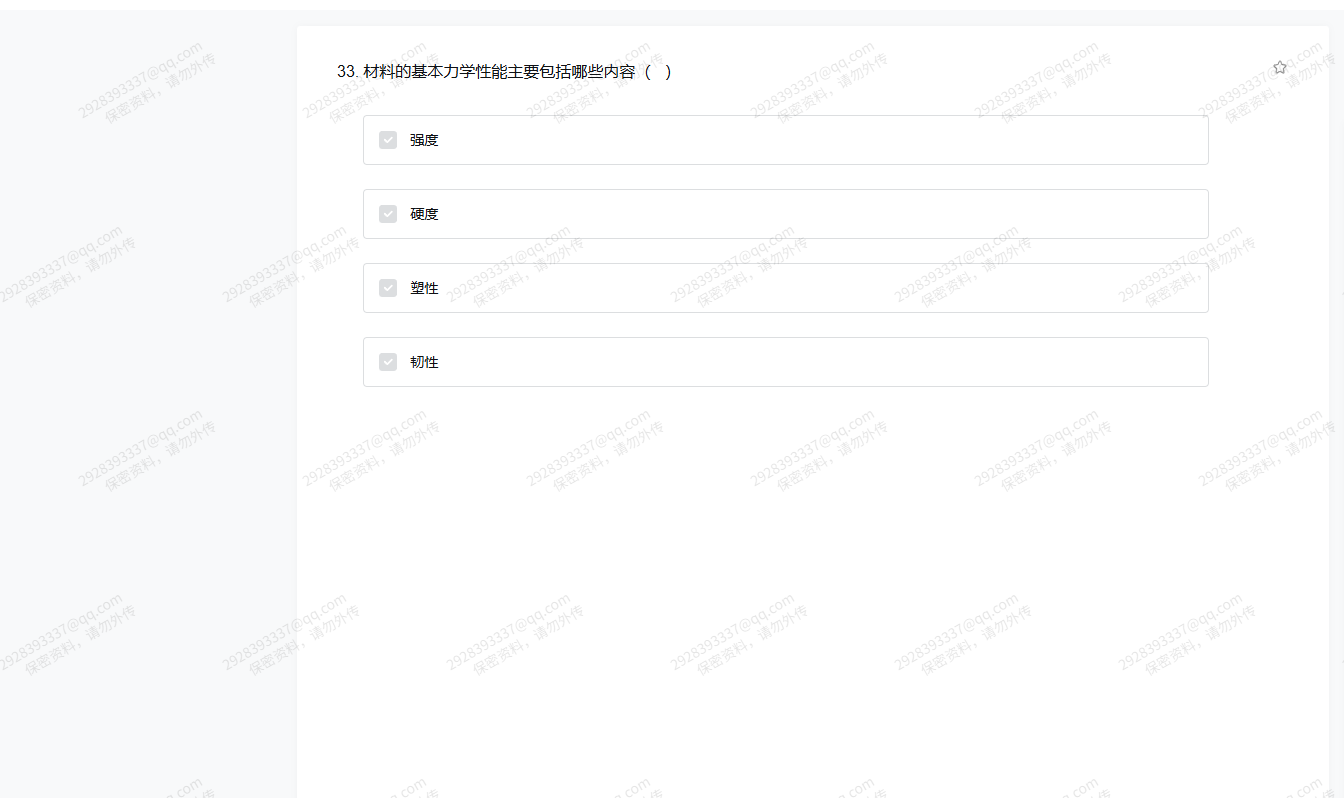 33. 材料的基本力学性能主要包括哪些内容（　）
强度
硬度
塑性
韧性
2928393337@qq.com
保密资料，请勿外传